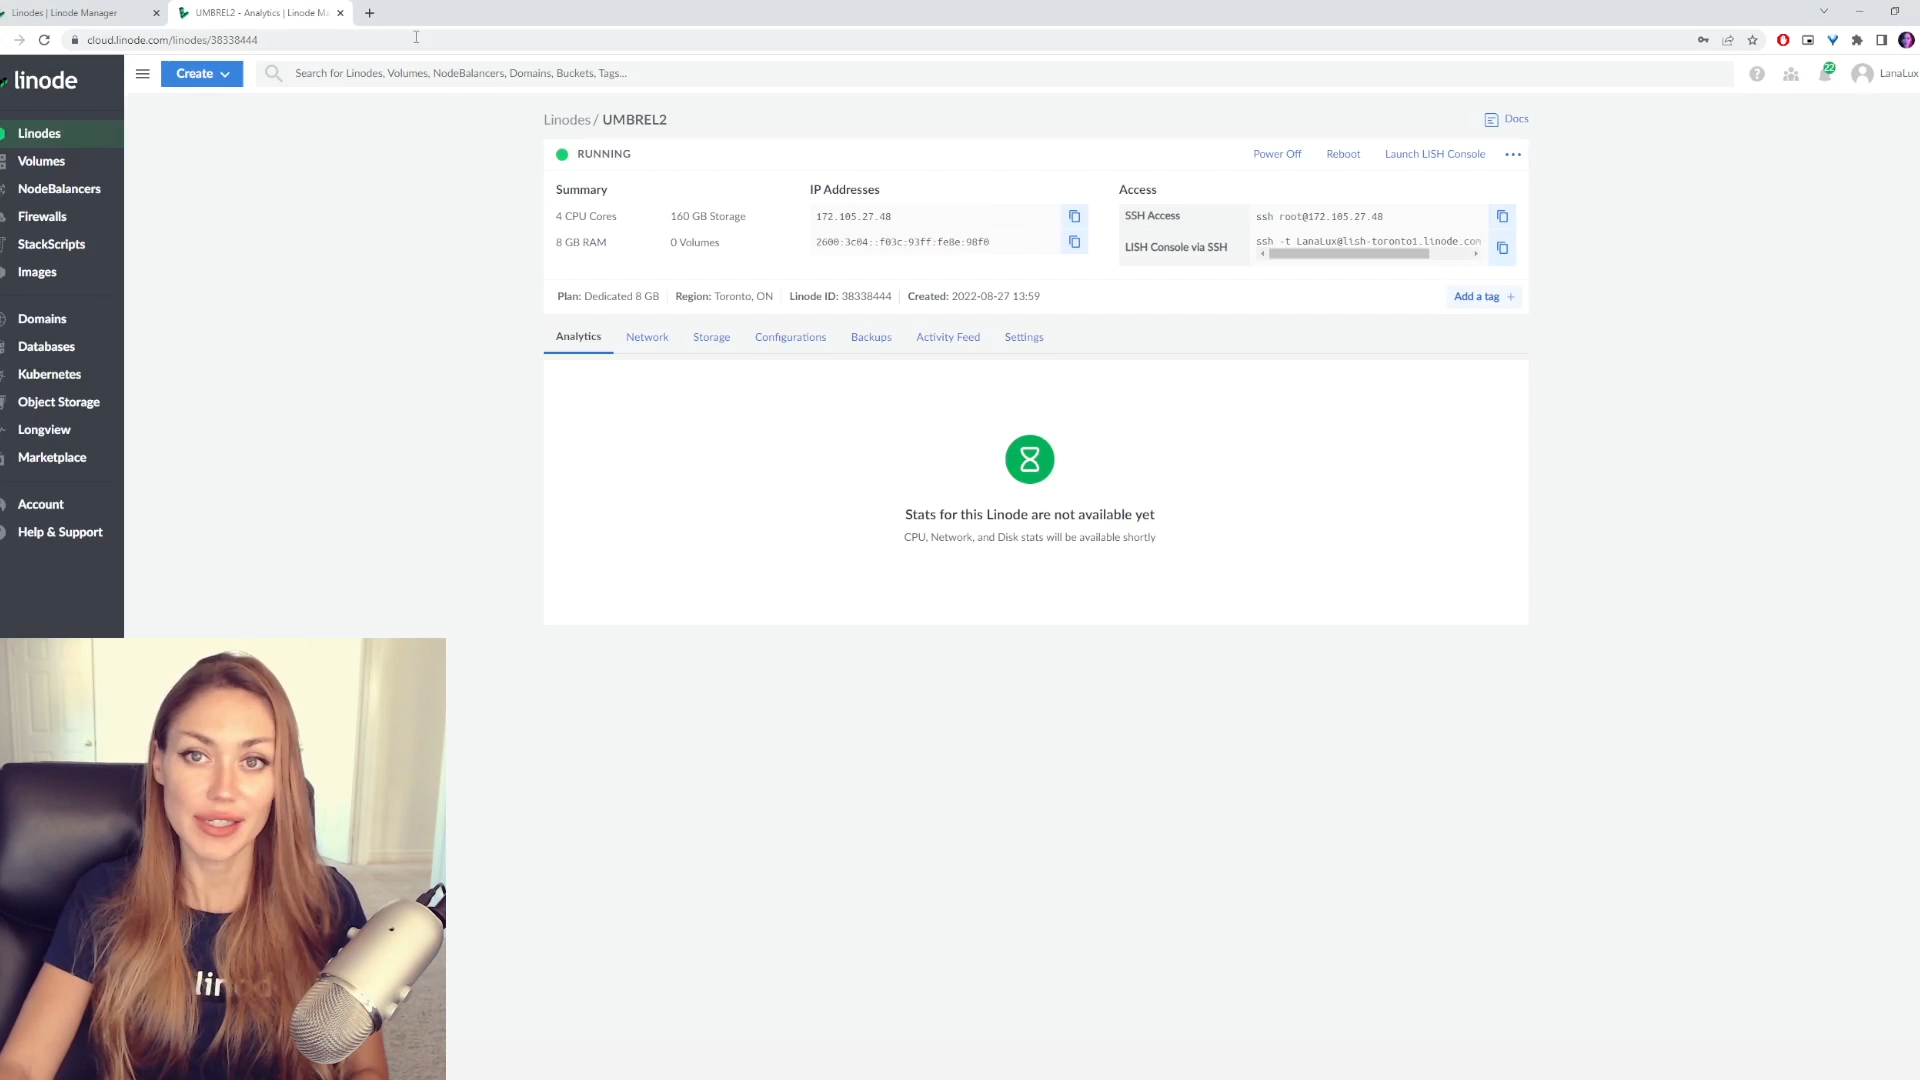 Linodes | Linode Manager
UMBREL2 - Analytics | Linode Ma
cloud.linode.com/linodes/38338444
linode
Create
Search for Linodes, Volumes, NodeBalancers, Domains, Buckets, Tags...
22
LanaLux
Linodes
Volumes
NodeBalancers
Firewalls
StackScripts
Images
Domains
Databases
Kubernetes
Object Storage
Longview
Marketplace
Account
Help & Support
Linodes / UMBREL2
Docs
RUNNING
Power Off
Reboot
Launch LISH Console
Summary
4 CPU Cores
160 GB Storage
8 GB RAM
0 Volumes
IP Addresses
172.105.27.48
2600:3c04::f03c:93ff:fe8e:98f0
Access
SSH Access
ssh root@172.105.27.48
LISH Console via SSH
ssh -t LanaLux@lish-toronto1.linode.com
Plan: Dedicated 8 GB
Region: Toronto, ON
Linode ID: 38338444
Created: 2022-08-27 13:59
Add a tag +
Analytics
Network
Storage
Configurations
Backups
Activity Feed
Settings
Stats for this Linode are not available yet
CPU, Network, and Disk stats will be available shortly